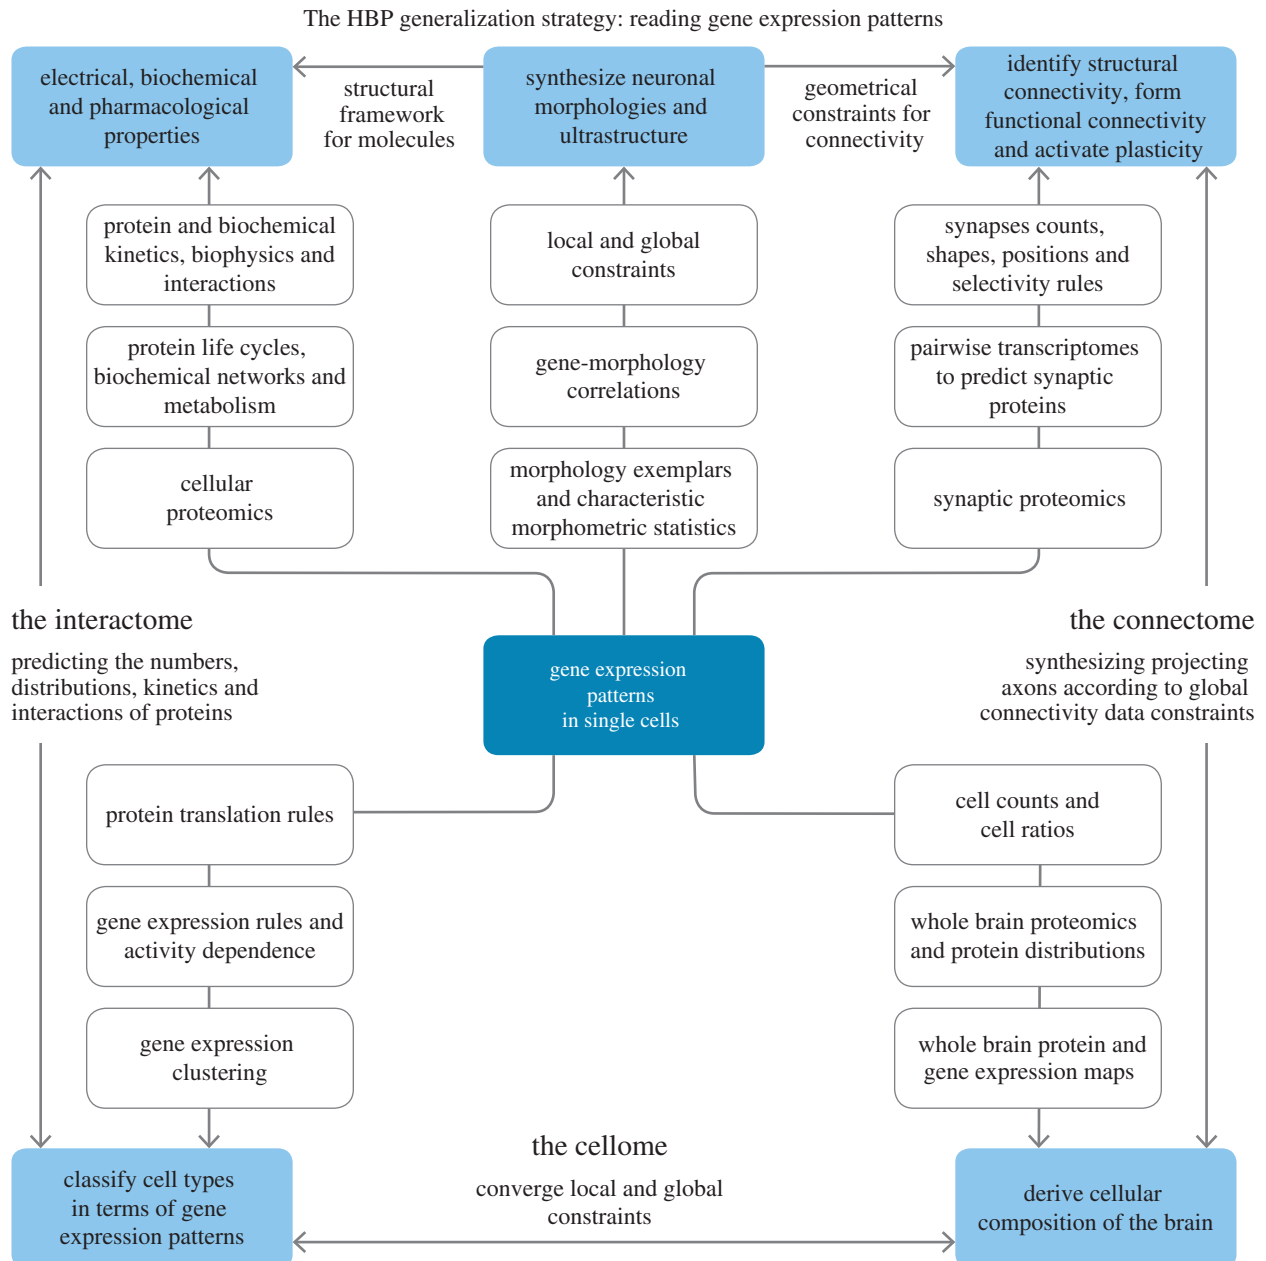 The HBP generalization strategy: reading gene expression patterns
electrical, biochemical
and pharmacological
properties
structural
framework
for molecules
synthesize neuronal
morphologies and
ultrastructure
geometrical
constraints for
connectivity
identify structural
connectivity, form
functional connectivity
and activate plasticity
protein and biochemical
kinetics, biophysics and
interactions
local and global
constraints
synapses counts,
shapes, positions and
selectivity rules
protein life cycles,
biochemical networks and
metabolism
gene-morphology
correlations
pairwise transcriptomes
to predict synaptic
proteins
cellular
proteomics
morphology exemplars
and characteristic
morphometric statistics
synaptic proteomics
the interactome
predicting the numbers,
distributions, kinetics and
interactions of proteins
gene expression
patterns
in single cells
the connectome
synthesizing projecting
axons according to global
connectivity data constraints
protein translation rules
cell counts and
cell ratios
gene expression rules and
activity dependence
whole brain proteomics
and protein distributions
gene expression
clustering
whole brain protein and
gene expression maps
classify cell types
in terms of gene
expression patterns
the cellome
converge local and global
constraints
derive cellular
composition of the brain